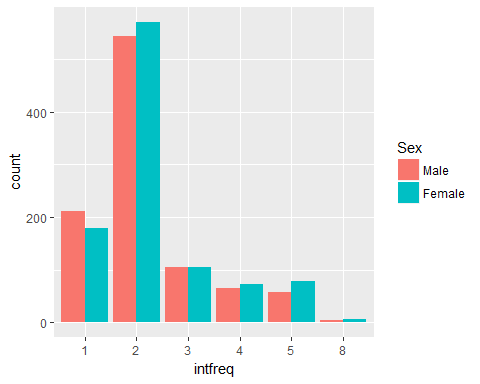 400
200
0
count
1 2 3 4 5 8
intfreq
Sex
Male
Female